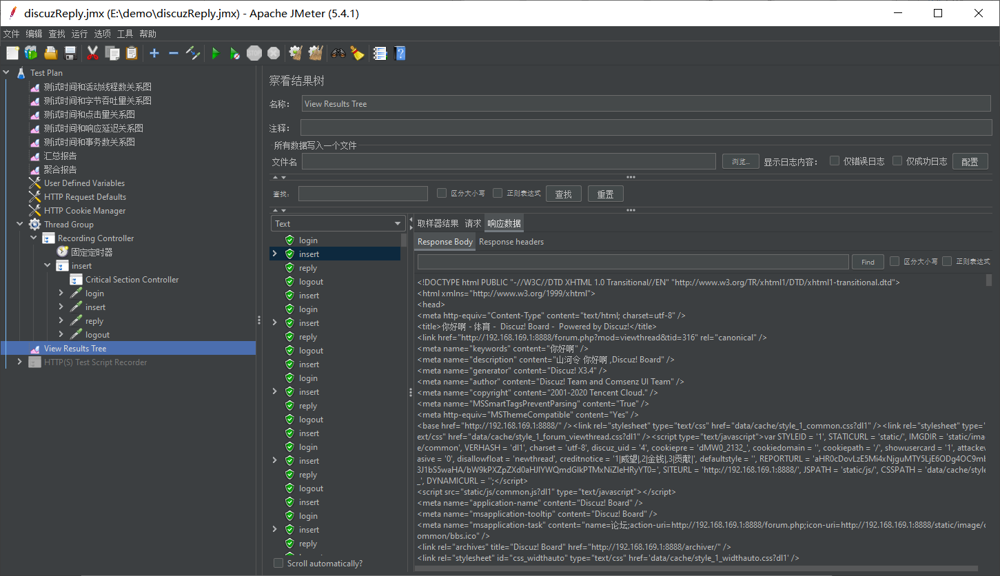 discuzReply.jmx (E:\demo\discuzReply.jmx) - Apache JMeter (5.4.1)
文件 编辑 查找 运行 选项 工具 帮助
STOP
Test Plan
测试时间和活动线程数关系图
测试时间和字节吞吐量关系图
测试时间和点击量关系图
测试时间和响应延迟关系图
测试时间和事务数关系图
汇总报告
聚合报告
User Defined Variables
HTTP Request Defaults
HTTP Cookie Manager
Thread Group
Recording Controller
固定定时器
insert
Critical Section Controller
login
insert
reply
logout
View Results Tree
HTTP(S) Test Script Recorder
察看结果树
名称: View Results Tree
注释:
所有数据写入一个文件
文件名 浏览... 显示日志内容: 仅错误日志 仅成功日志 配置
查找: 区分大小写 正则表达式 查找 重置
Text
login
insert
reply
logout
insert
login
insert
reply
logout
insert
login
insert
reply
logout
insert
login
insert
reply
logout
insert
login
insert
reply
Scroll automatically?
取样器结果 请求 响应数据
Response Body Response headers
Find 区分大小写 正则表达式
<!DOCTYPE html PUBLIC "-//W3C//DTD XHTML 1.0 Transitional//EN" "http://www.w3.org/TR/xhtml1/DTD/xhtml1-transitional.dtd">
<html xmlns="http://www.w3.org/1999/xhtml">
<head>
<meta http-equiv="Content-Type" content="text/html; charset=utf-8" />
<title>你好啊 - 体育 - Discuz! Board - Powered by Discuz!</title>
<link href="http://192.168.169.1:8888/forum.php?mod=viewthread&tid=316" rel="canonical" />
<meta name="keywords" content="你好啊" />
<meta name="description" content="山河令 你好啊 ,Discuz! Board" />
<meta name="generator" content="Discuz! X3.4" />
<meta name="author" content="Discuz! Team and Comsenz UI Team" />
<meta name="copyright" content="2001-2020 Tencent Cloud." />
<meta name="MSSmartTagsPreventParsing" content="True" />
<meta http-equiv="MSThemeCompatible" content="Yes" />
<base href="http://192.168.169.1:8888/" /><link rel="stylesheet" type="text/css" href="data/cache/style_1_common.css?dl1" /><link rel="stylesheet" type="
ext/css" href="data/cache/style_1_forum_viewthread.css?dl1" /><script type="text/javascript">var STYLEID = '1', STATICURL = 'static/', IMGDIR = 'static/ima
e/common', VERHASH = 'dl1', charset = 'utf-8', discuz_uid = '4', cookiepre = 'dMW0_2132_', cookiedomain = '', cookiepath = '/', showusercard = '1', attackev
asive = '0', disallowfloat = 'newthread', creditnotice = '1|威望|,2|金钱|,3|贡献|', defaultstyle = '', REPORTURL = 'aHR0cDovLzE5Mi4xNjguMTY5LjE6ODg4OC9mb
3J1bS5waHA/bW9kPXZpZXd0aHJlYWQmdGlkPTMxNiZleHRyYT0=', SITEURL = 'http://192.168.169.1:8888/', JSPATH = 'static/js/', CSSPATH = 'data/cache/style
_', DYNAMICURL = '';</script>
<script src="static/js/common.js?dl1" type="text/javascript"></script>
<meta name="application-name" content="Discuz! Board" />
<meta name="msapplication-tooltip" content="Discuz! Board" />
<meta name="msapplication-task" content="name=论坛;action-uri=http://192.168.169.1:8888/forum.php;icon-uri=http://192.168.169.1:8888/static/image/c
ommon/bbs.ico" />
<link rel="archives" title="Discuz! Board" href="http://192.168.169.1:8888/archiver/" />
<link rel="stylesheet" id="css_widthauto" type="text/css" href='data/cache/style_1_widthauto.css?dl1' />